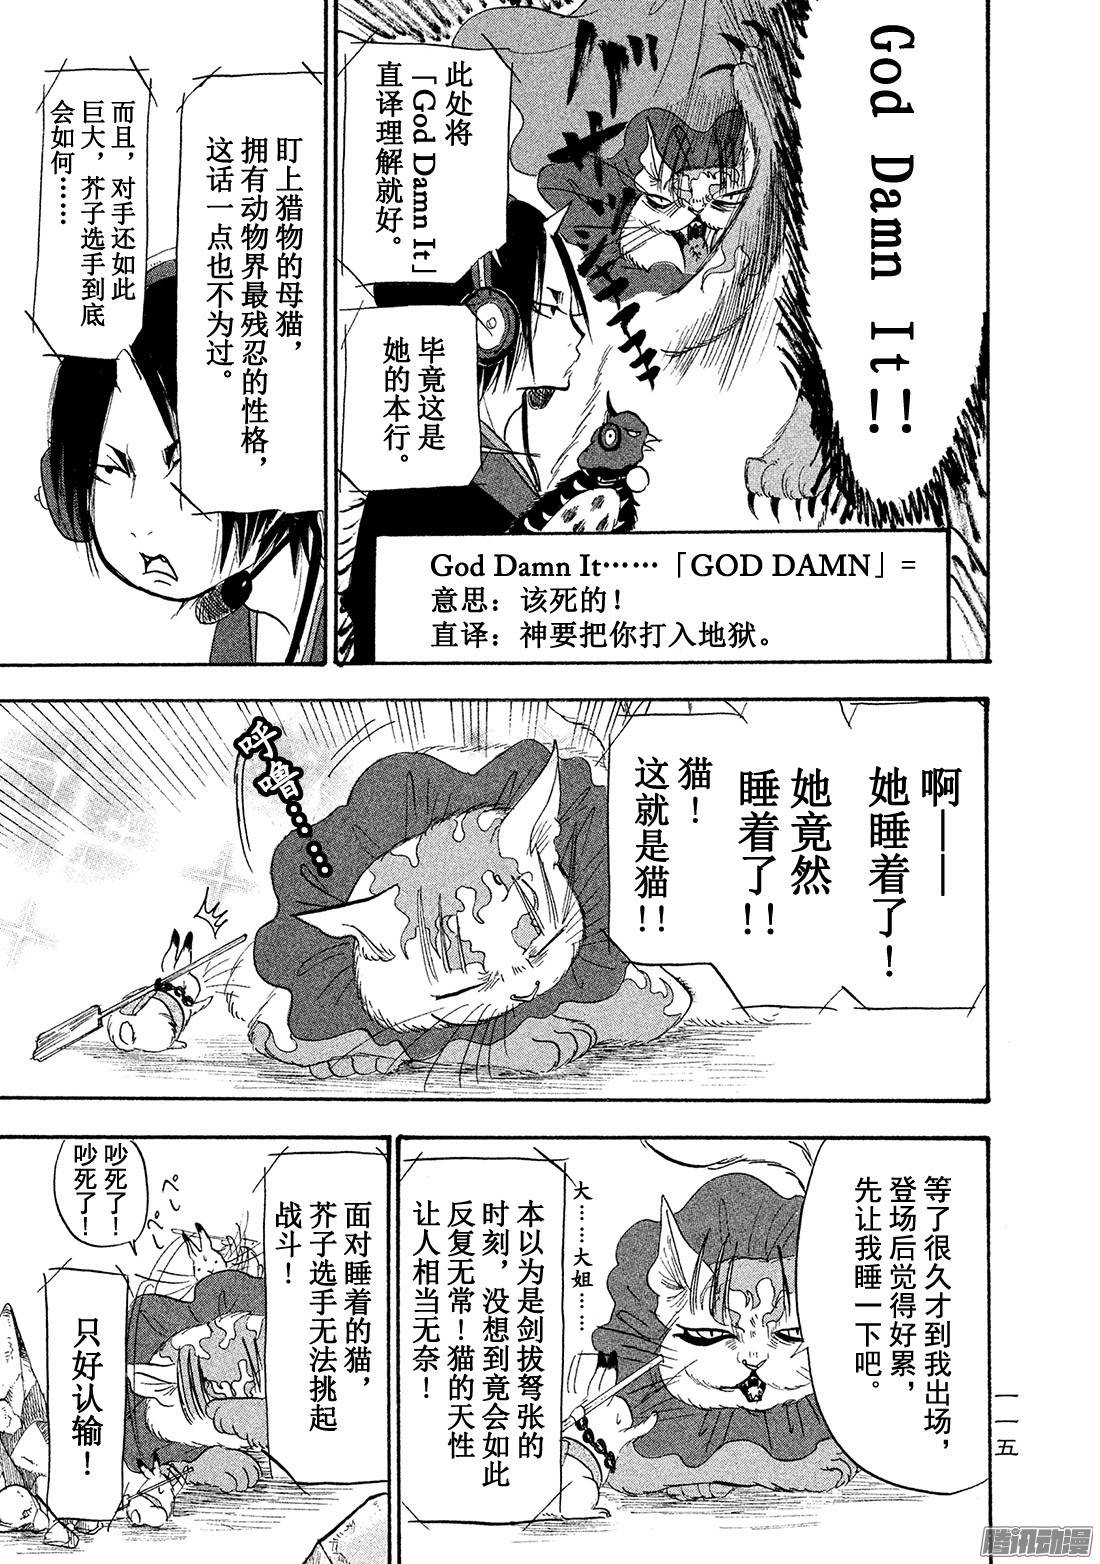 God Damn It!!
此处将
「God Damn It」
直译理解就好。
毕竟这是
她的本行。
God Damn It……「GOD DAMN」=
意思：该死的！
直译：神要把你打入地狱。
盯上猎物的母猫，
拥有动物界最残忍的性格，
这话一点也不为过。
而且，对手还如此
巨大，芥子选手到底
会如何……
啊——
她睡着了！
她竟然
睡着了！！
猫！
这就是猫！！
呼噜……
等了很久才到我出场，
登场后觉得好累，
先让我睡一下吧。
大……大姐……
本以为是剑拔弩张的
时刻，没想到竟会如此
反复无常！猫的天性
让人相当无奈！
面对睡着的猫，
芥子选手无法挑起
战斗！
吵死了！
吵死了！
ぺぺ
只好认输！
一一五
腾讯动漫